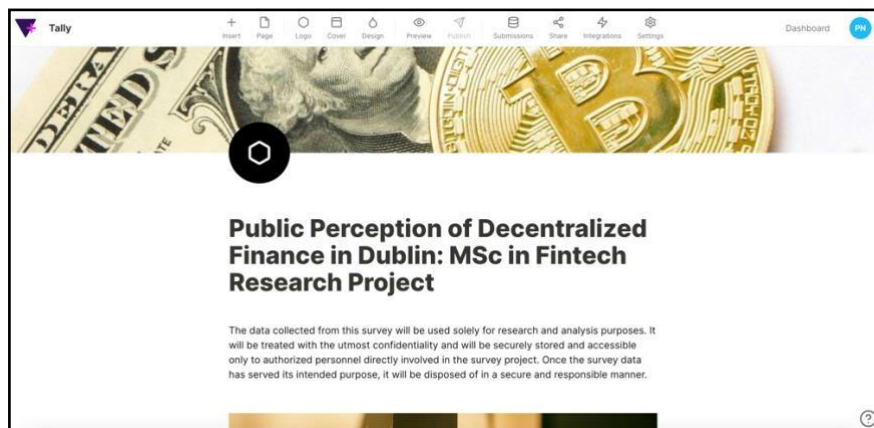 Tally
Insert
Page
Logo
Cover
Design
Preview
Publish
Submissions
Share
Integrations
Settings
Dashboard
PN
Public Perception of Decentralized
Finance in Dublin: MSc in Fintech
Research Project
The data collected from this survey will be used solely for research and analysis purposes. It
will be treated with the utmost confidentiality and will be securely stored and accessible
only to authorized personnel directly involved in the survey project. Once the survey data
has served its intended purpose, it will be disposed of in a secure and responsible manner.